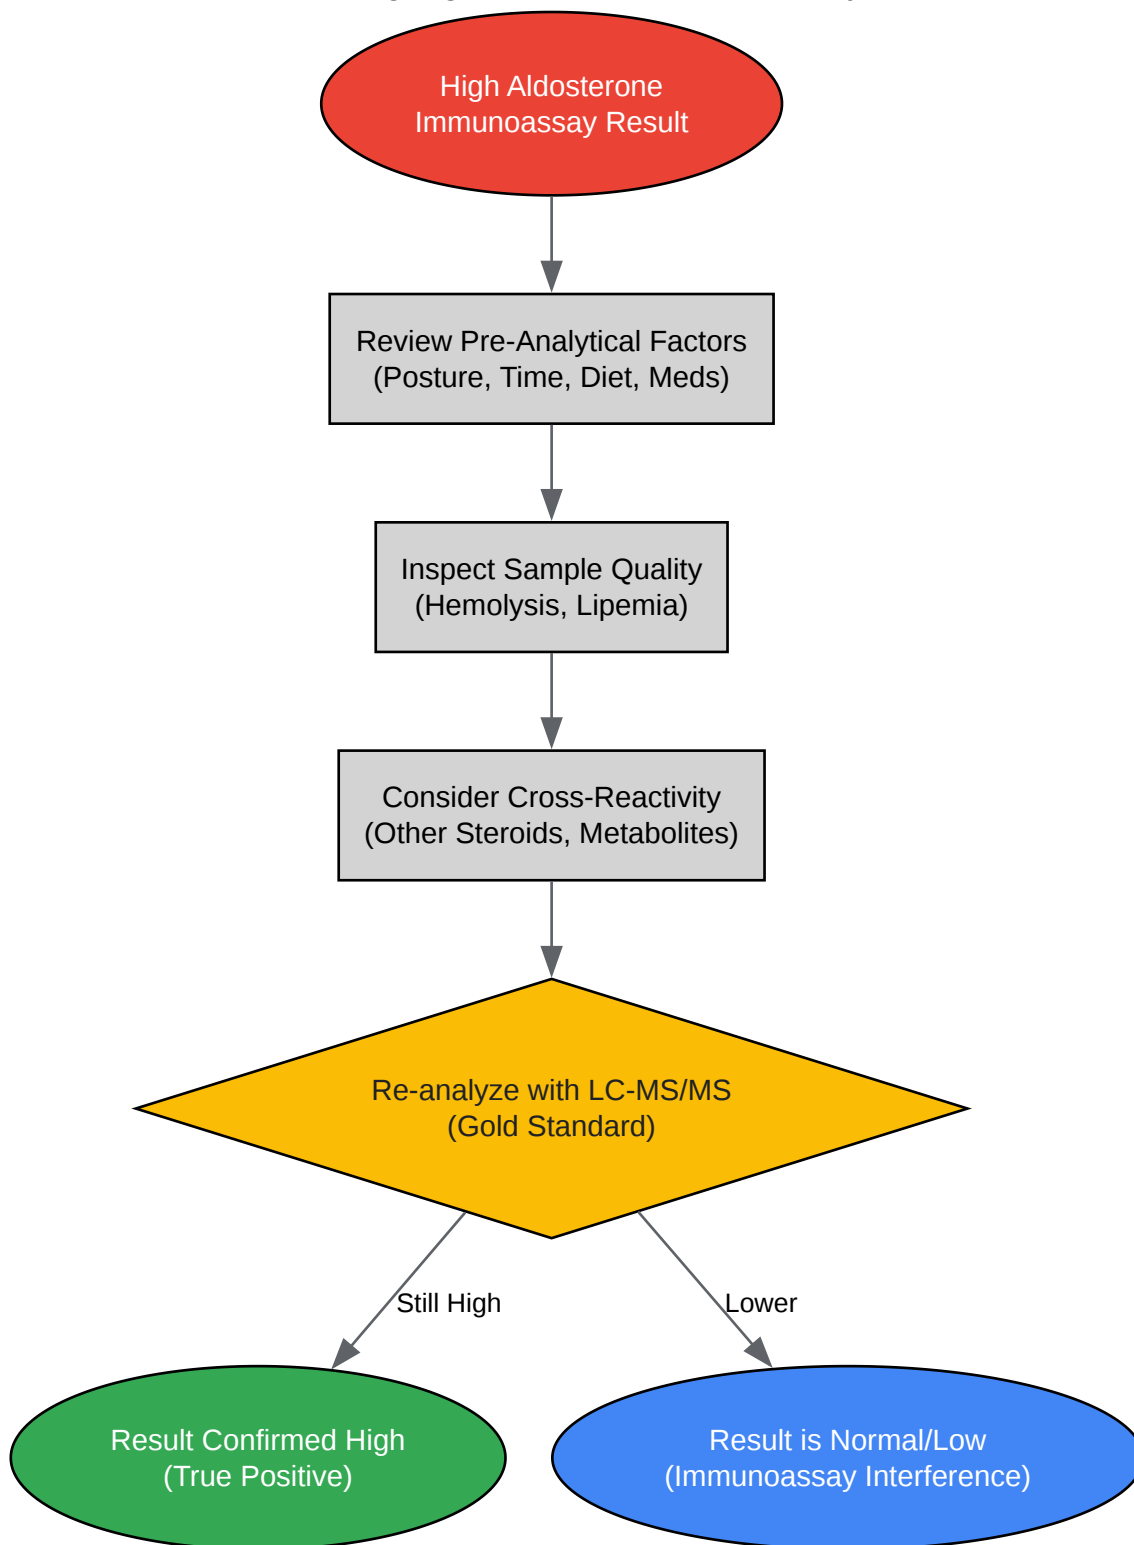 High Aldosterone
Immunoassay Result
Review Pre-Analytical Factors
(Posture, Time, Diet, Meds)
Inspect Sample Quality
(Hemolysis, Lipemia)
Consider Cross-Reactivity
(Other Steroids, Metabolites)
Re-analyze with LC-MS/MS
(Gold Standard)
Still High
Lower
Result Confirmed High
(True Positive)
Result is Normal/Low
(Immunoassay Interference)